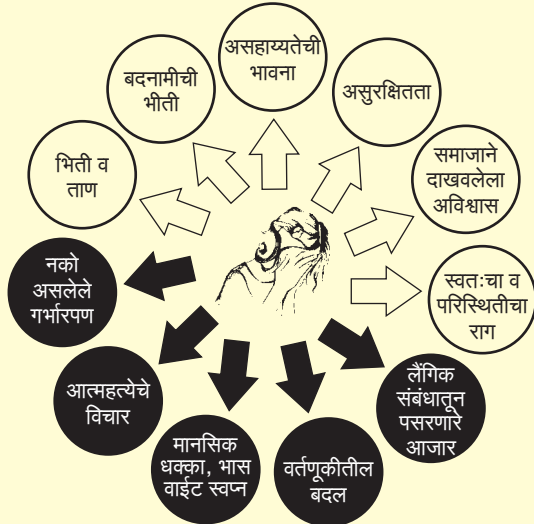 असहाय्यतेची
भावना
असुरक्षितता
समाजाने
दाखवलेला
अविश्वास
स्वतःचा व
परिस्थितीचा
राग
लैंगिक
संबंधातून
पसरणारे
आजार
वर्तणूकीतील
बदल
मानसिक
धक्का, भास
वाईट स्वप्न
आत्महत्येचे
विचार
नको
असलेले
गर्भारपण
भिती व
ताण
बदनामीची
भीती